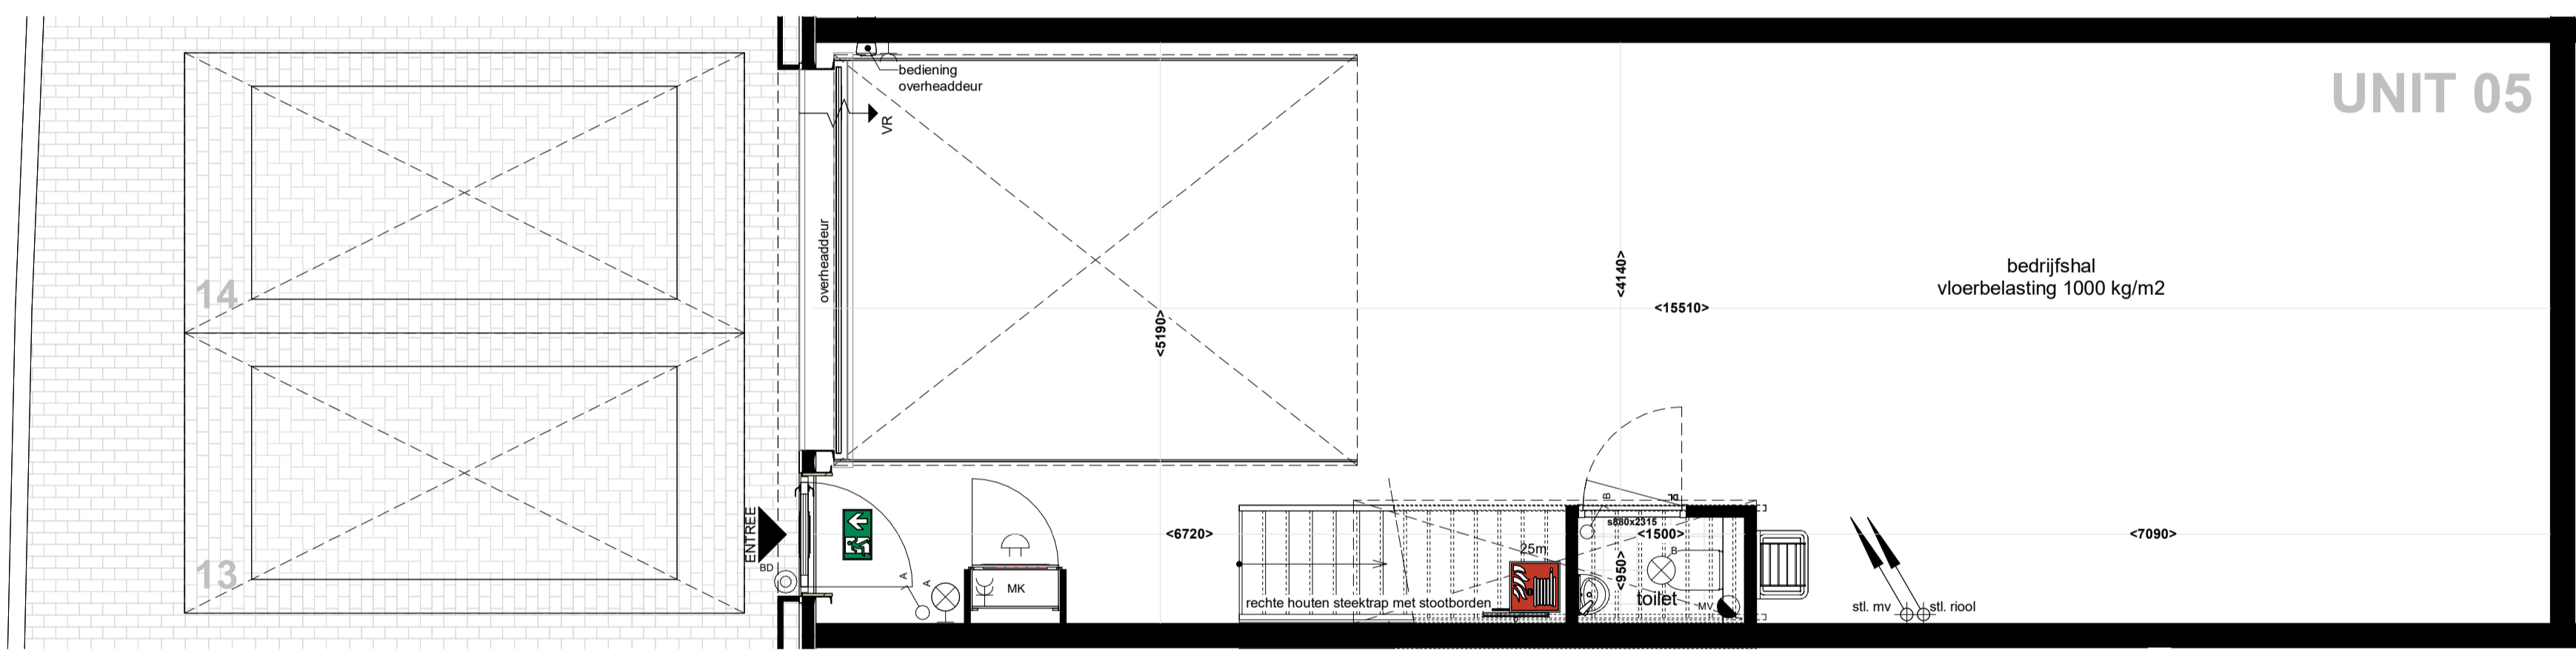 UNIT 05
bediening
overheaddeur
VR
overheaddeur
<4140>
bedrijfshal
vloerbelasting 1000 kg/m2
<15510>
<5190>
14
13
ENTREE
BD
A
A
MK
<6720>
rechte houten steektrap met stootborden
25m
B
s880x2315
<1500>
B
<950>
toilet
MV
stl. mv
stl. riool
<7090>